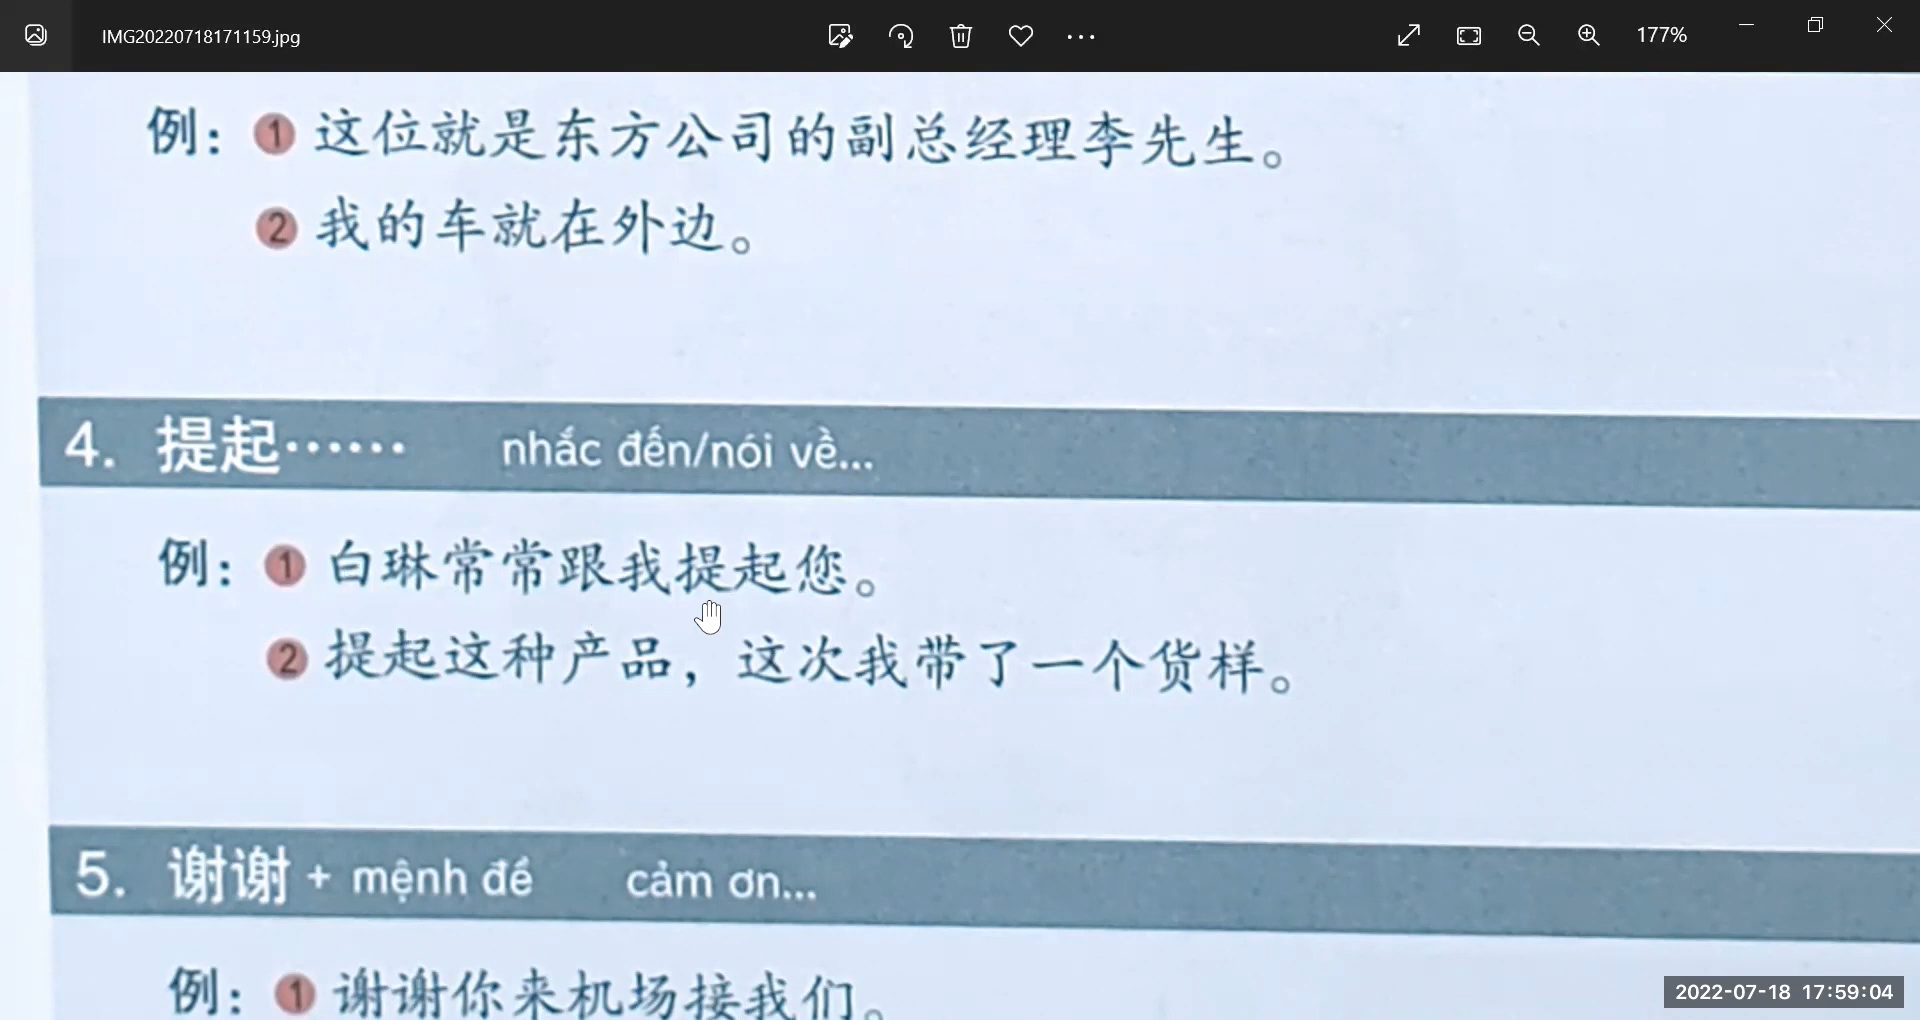 IMG20220718171159.jpg
177%
例：① 这位就是东方公司的副总经理李先生。
② 我的车就在外边。
4. 提起…… nhắc đến/nói về...
例：① 白琳常常跟我提起您。
② 提起这种产品，这次我带了一个货样。
5. 谢谢 + mệnh đề cảm ơn...
例：① 谢谢你来机场接我们。
2022-07-18 17:59:04